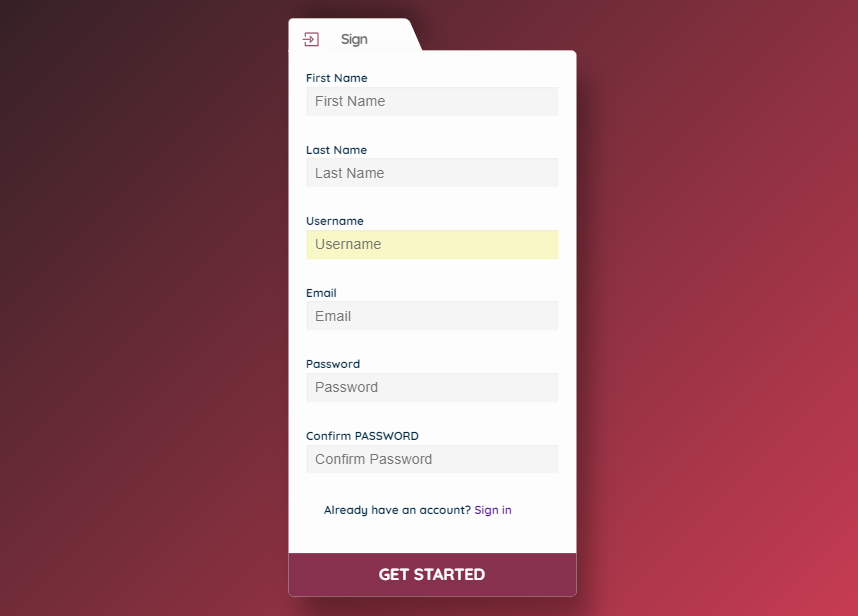 Sign
First Name
First Name
Last Name
Last Name
Username
Username
Email
Email
Password
Password
Confirm PASSWORD
Confirm Password
Already have an account? Sign in
GET STARTED